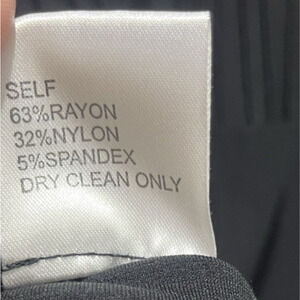 SELF
63%RAYON
32%NYLON
5%SPANDEX
DRY CLEAN ONLY